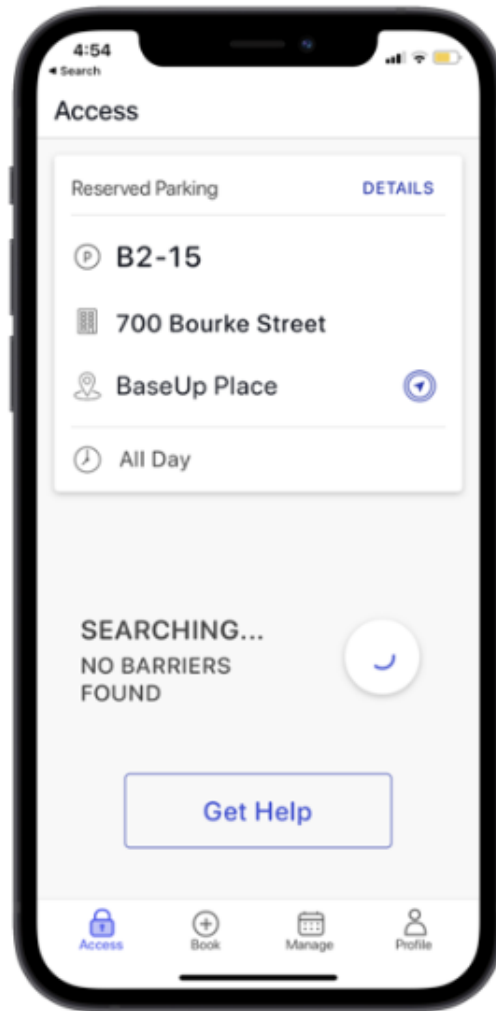 4:54
Search
Access
Reserved Parking
DETAILS
P
B2-15
700 Bourke Street
BaseUp Place
All Day
SEARCHING...
NO BARRIERS
FOUND
Get Help
Access
Book
Manage
Profile